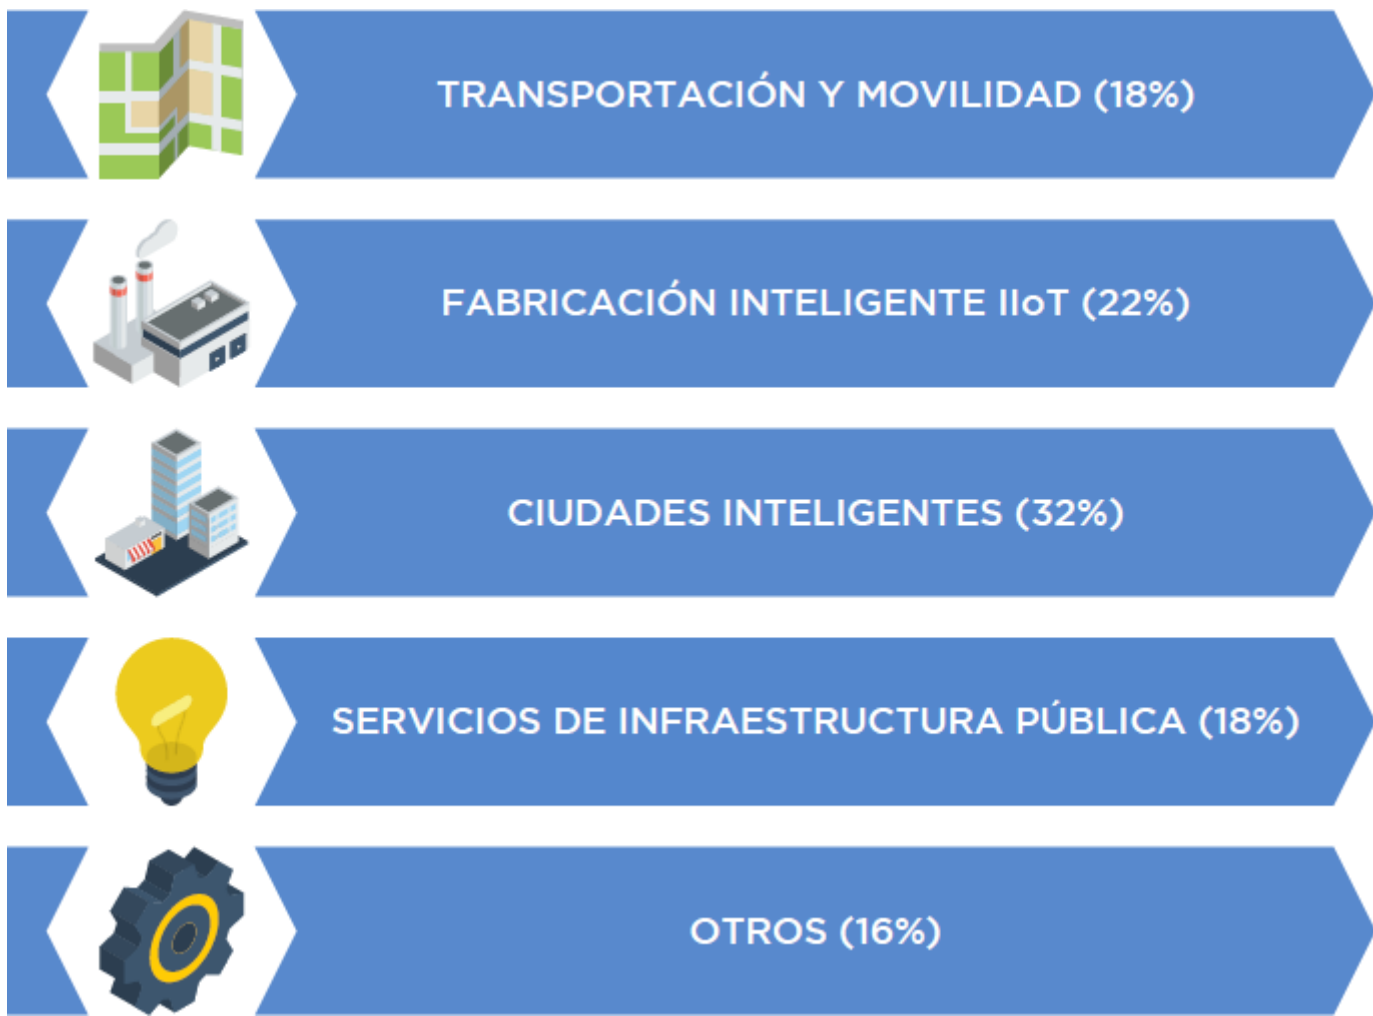 TRANSPORTACIÓN Y MOVILIDAD (18%)
FABRICACIÓN INTELIGENTE IIoT (22%)
CIUDADES INTELIGENTES (32%)
SERVICIOS DE INFRAESTRUCTURA PÚBLICA (18%)
OTROS (16%)